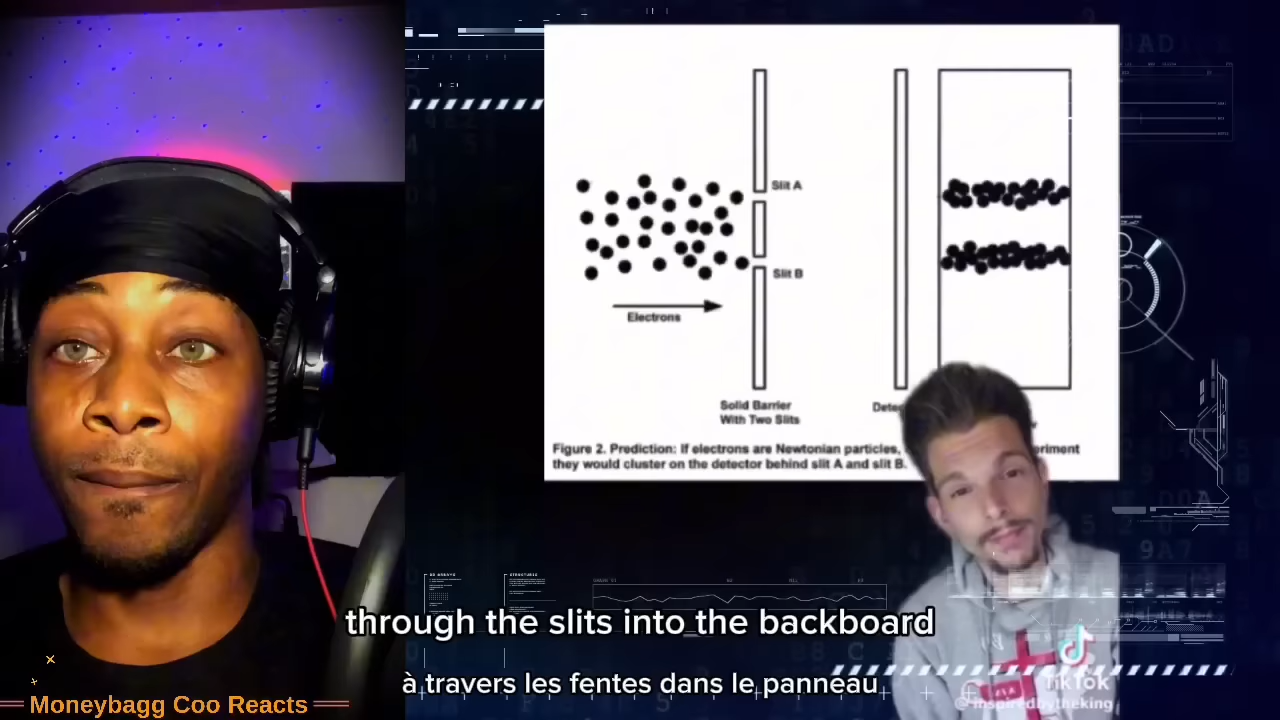 Slit A
Slit B
Electrons
Solid Barrier
With Two Slits
Figure 2. Prediction: If electrons are Newtonian particles,
they would cluster on the detector behind slit A and slit B.
9A7
through the slits into the backboard
à travers les fentes dans le panneau
TikTok
@inspiredbytheking
Moneybagg Coo Reacts